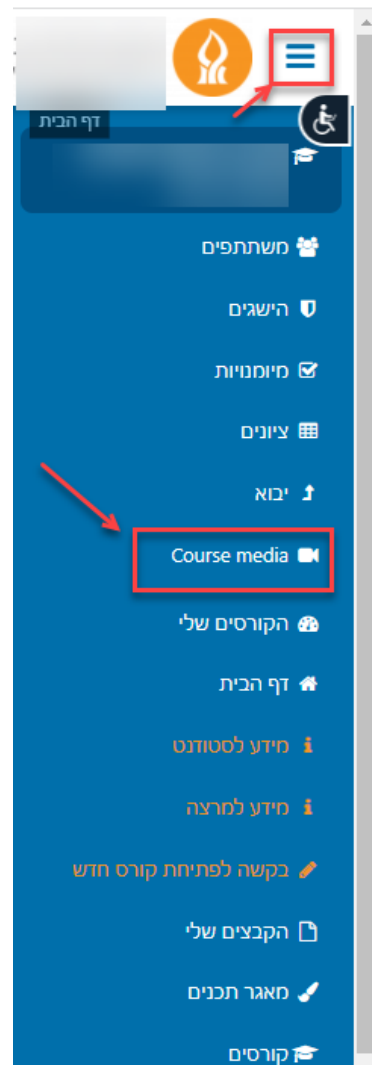 דף הבית
משתתפים
הישגים
מיומנויות
ציונים
יבוא
Course media
הקורסים שלי
דף הבית
מידע לסטודנט
מידע למרצה
בקשה לפתיחת קורס חדש
הקבצים שלי
מאגר תכנים
קורסים